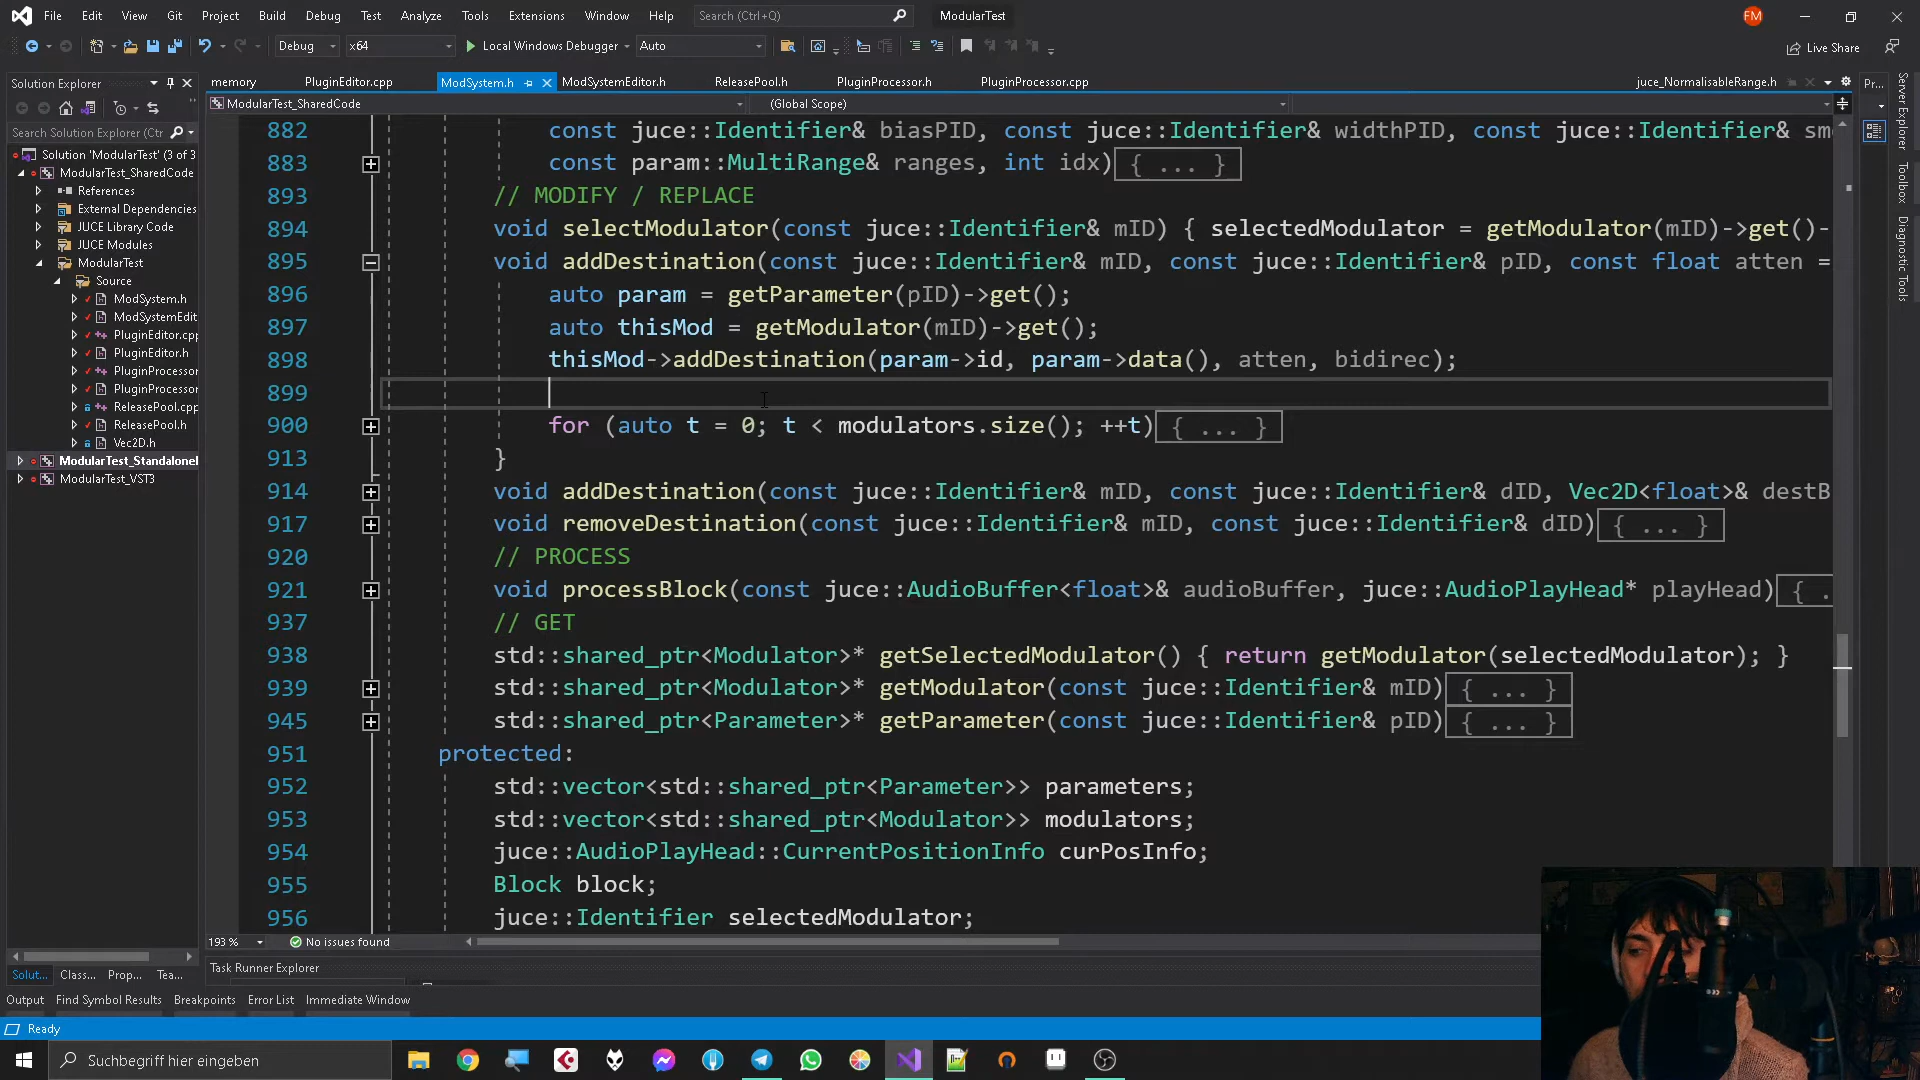 File Edit View Git Project Build Debug Test Analyze Tools Extensions Window Help Search (Ctrl+Q) ModularTest FM
Debug x64 Local Windows Debugger Auto Live Share
Solution Explorer
memory PluginEditor.cpp ModSystem.h ModSystemEditor.h ReleasePool.h PluginProcessor.h PluginProcessor.cpp juce_NormalisableRange.h Pr...
ModularTest_SharedCode (Global Scope)
Search Solution Explorer (Ctr
Solution 'ModularTest' (3 of 3
ModularTest_SharedCode
References
External Dependencies
JUCE Library Code
JUCE Modules
ModularTest
Source
ModSystem.h
ModSystemEdit
PluginEditor.cpp
PluginEditor.h
PluginProcessor
PluginProcessor
ReleasePool.cpp
ReleasePool.h
Vec2D.h
ModularTest_Standalonel
ModularTest_VST3
882 const juce::Identifier& biasPID, const juce::Identifier& widthPID, const juce::Identifier& sm
883 const param::MultiRange& ranges, int idx) { ... }
893 // MODIFY / REPLACE
894 void selectModulator(const juce::Identifier& mID) { selectedModulator = getModulator(mID)->get()-
895 void addDestination(const juce::Identifier& mID, const juce::Identifier& pID, const float atten =
896 auto param = getParameter(pID)->get();
897 auto thisMod = getModulator(mID)->get();
898 thisMod->addDestination(param->id, param->data(), atten, bidirec);
899
900 for (auto t = 0; t < modulators.size(); ++t) { ... }
913 }
914 void addDestination(const juce::Identifier& mID, const juce::Identifier& dID, Vec2D<float>& destB
917 void removeDestination(const juce::Identifier& mID, const juce::Identifier& dID) { ... }
920 // PROCESS
921 void processBlock(const juce::AudioBuffer<float>& audioBuffer, juce::AudioPlayHead* playHead) { .
937 // GET
938 std::shared_ptr<Modulator>* getSelectedModulator() { return getModulator(selectedModulator); }
939 std::shared_ptr<Modulator>* getModulator(const juce::Identifier& mID) { ... }
945 std::shared_ptr<Parameter>* getParameter(const juce::Identifier& pID) { ... }
951 protected:
952 std::vector<std::shared_ptr<Parameter>> parameters;
953 std::vector<std::shared_ptr<Modulator>> modulators;
954 juce::AudioPlayHead::CurrentPositionInfo curPosInfo;
955 Block block;
956 juce::Identifier selectedModulator;
193 % No issues found
Server Explorer
Toolbox
Diagnostic Tools
Solut... Class... Prop... Tea...
Task Runner Explorer
Output Find Symbol Results Breakpoints Error List Immediate Window
Ready
Suchbegriff hier eingeben